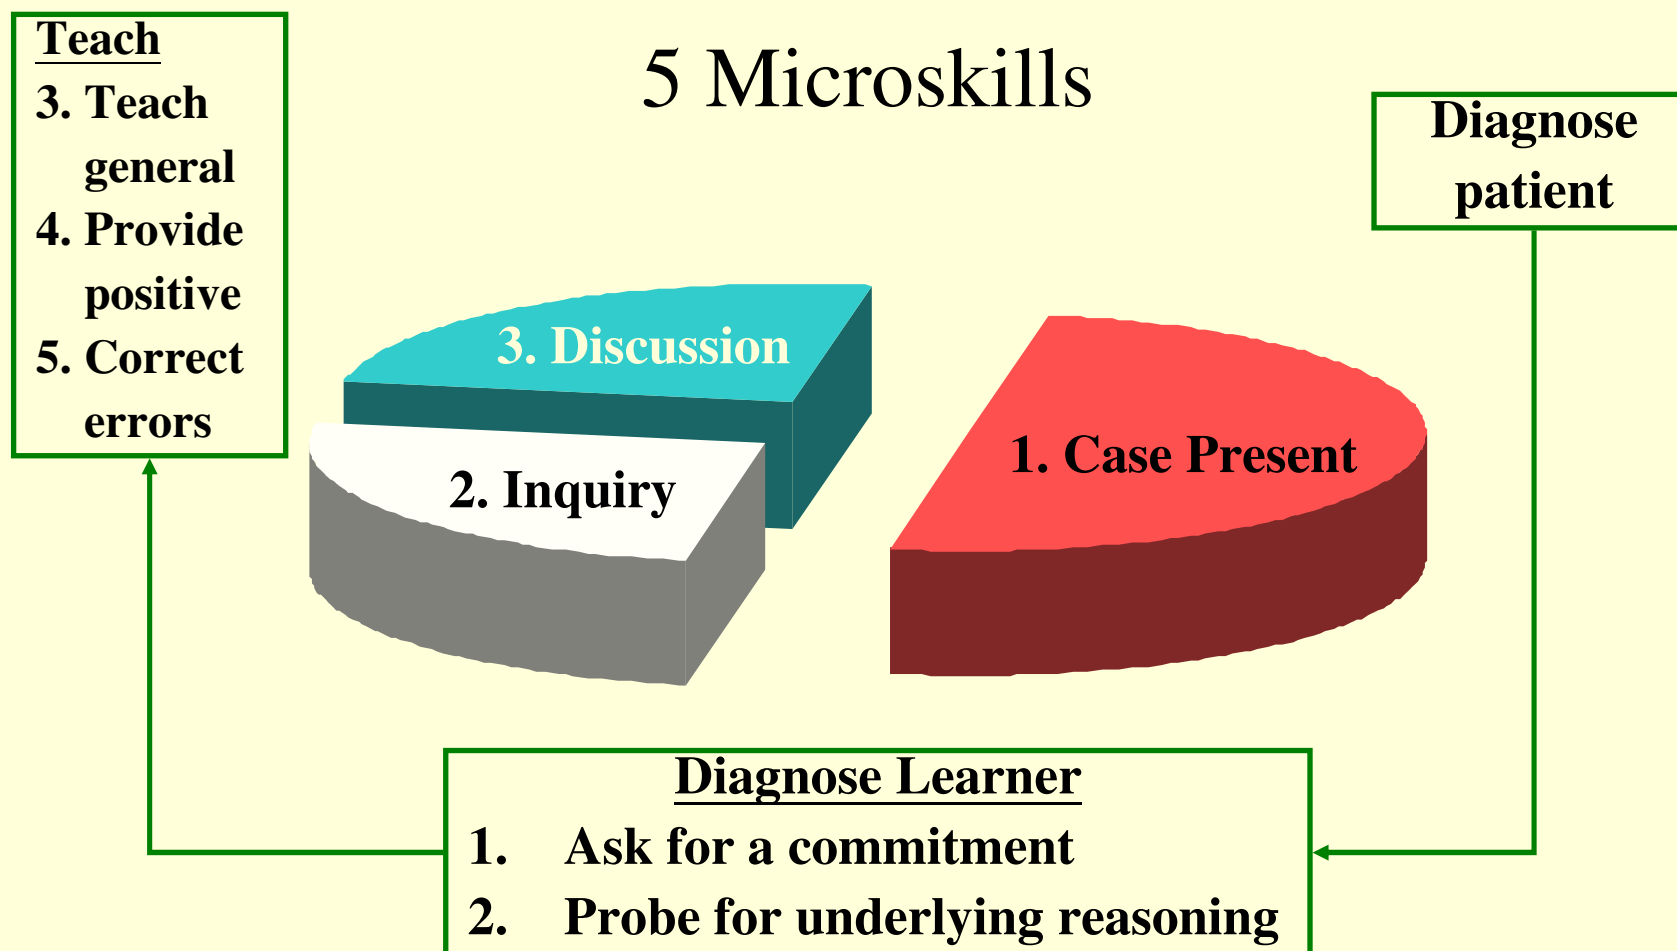 5 Microskills
Teach
3. Teach
general
4. Provide
positive
5. Correct
errors
Diagnose
patient
3. Discussion
1. Case Present
2. Inquiry
Diagnose Learner
1. Ask for a commitment
2. Probe for underlying reasoning